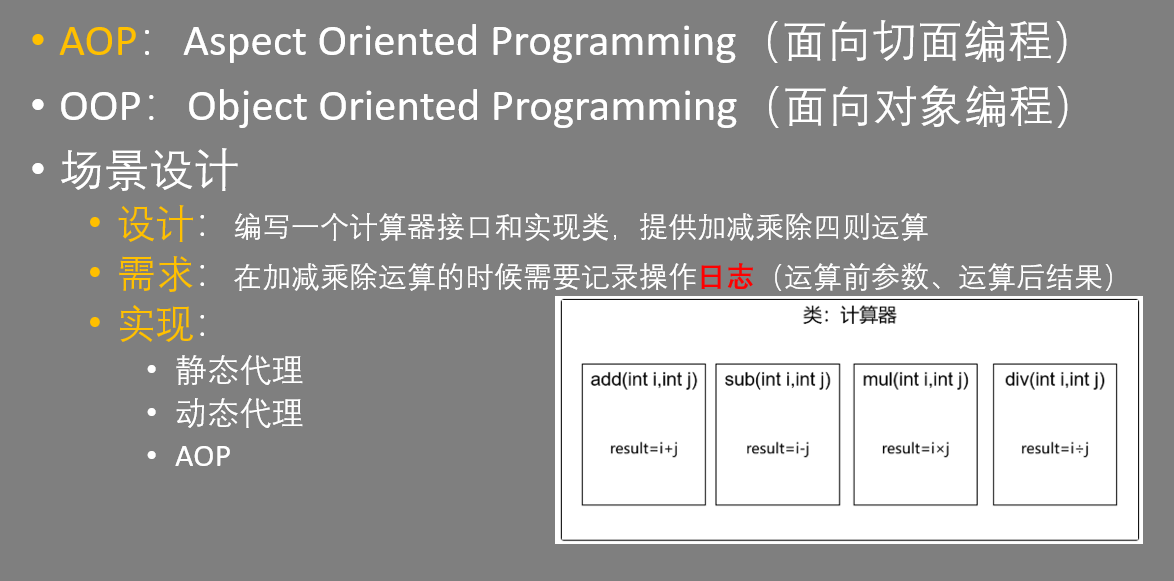 • AOP： Aspect Oriented Programming（面向切面编程）
• OOP： Object Oriented Programming（面向对象编程）
• 场景设计
• 设计： 编写一个计算器接口和实现类，提供加减乘除四则运算
• 需求： 在加减乘除运算的时候需要记录操作日志（运算前参数、运算后结果）
• 实现：
• 静态代理
• 动态代理
• AOP
类：计算器
add(int i,int j)
result=i+j
sub(int i,int j)
result=i-j
mul(int i,int j)
result=i×j
div(int i,int j)
result=i÷j